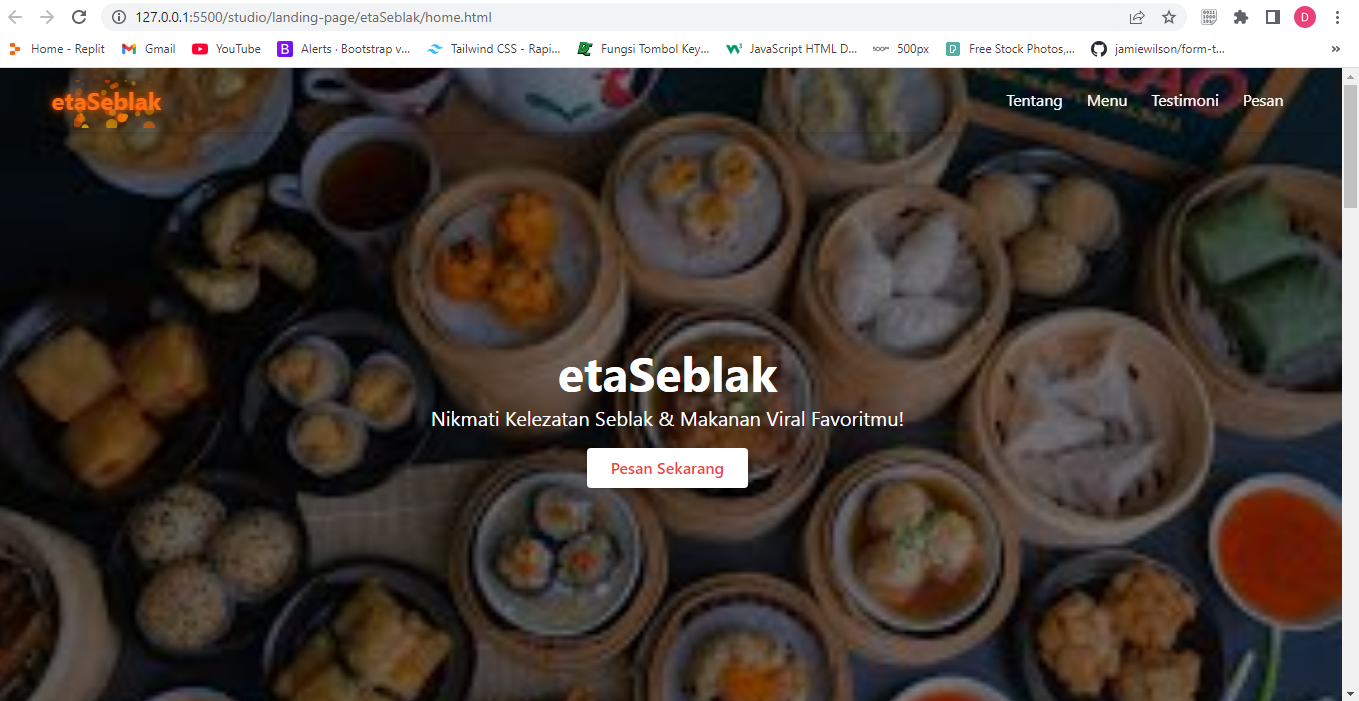 127.0.0.1:5500/studio/landing-page/etaSeblak/home.html
D
Home - Replit
Gmail
YouTube
B
Alerts · Bootstrap v...
Tailwind CSS - Rapi...
Fungsi Tombol Key...
JavaScript HTML D...
500px
Free Stock Photos,...
jamiewilson/form-t...
»
etaSeblak
Tentang
Menu
Testimoni
Pesan
etaSeblak
Nikmati Kelezatan Seblak & Makanan Viral Favoritmu!
Pesan Sekarang